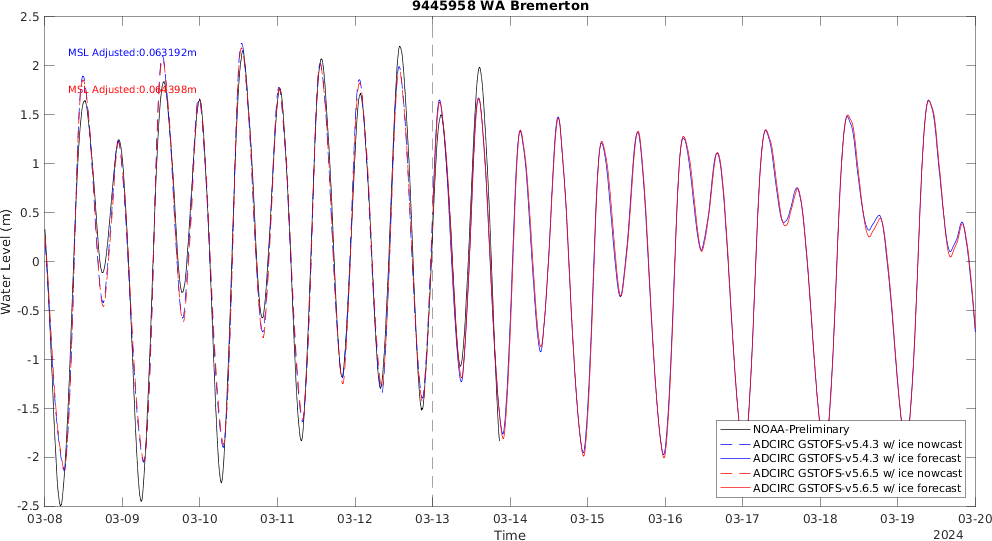 9445958 WA Bremerton
2.5
2
1.5
1
0.5
0
-0.5
-1
-1.5
-2
-2.5
Water Level (m)
MSL Adjusted:0.063192m
MSL Adjusted:0.064398m
NOAA-Preliminary
ADCIRC GSTOFS-v5.4.3 w/ ice nowcast
ADCIRC GSTOFS-v5.4.3 w/ ice forecast
ADCIRC GSTOFS-v5.6.5 w/ ice nowcast
ADCIRC GSTOFS-v5.6.5 w/ ice forecast
03-08 03-09 03-10 03-11 03-12 03-13 03-14 03-15 03-16 03-17 03-18 03-19 03-20
Time
2024